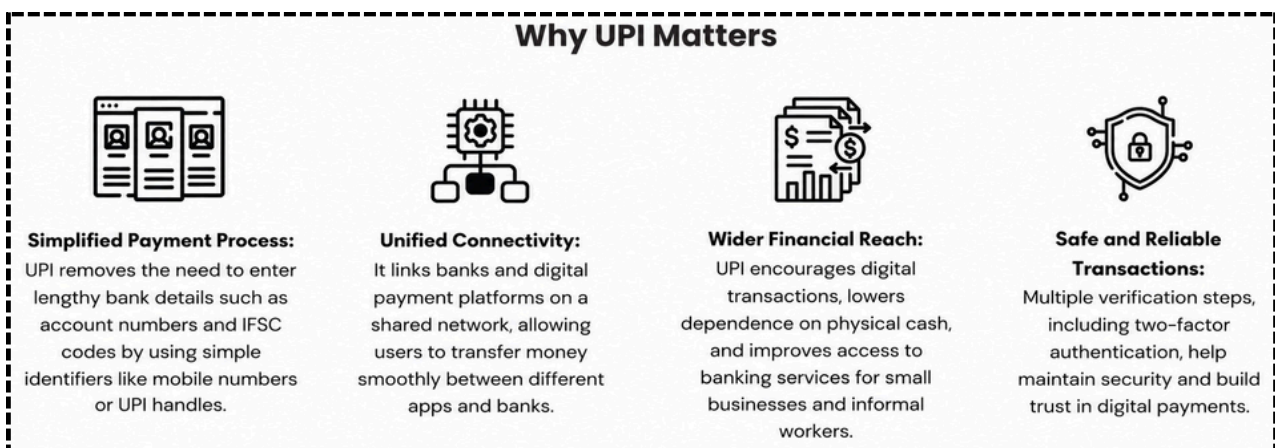 Why UPI Matters
Simplified Payment Process:
UPI removes the need to enter
lengthy bank details such as
account numbers and IFSC
codes by using simple
identifiers like mobile numbers
or UPI handles.
Unified Connectivity:
It links banks and digital
payment platforms on a
shared network, allowing
users to transfer money
smoothly between different
apps and banks.
Wider Financial Reach:
UPI encourages digital
transactions, lowers
dependence on physical cash,
and improves access to
banking services for small
businesses and informal
workers.
Safe and Reliable
Transactions:
Multiple verification steps,
including two-factor
authentication, help
maintain security and build
trust in digital payments.